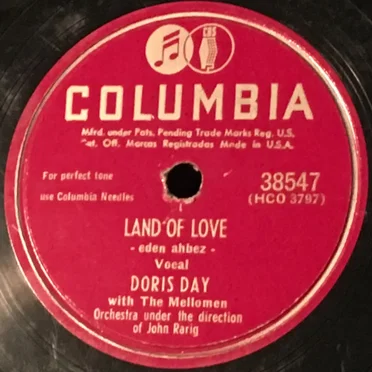 CBS
COLUMBIA
Mfrd. under Pats. Pending Trade Marks Reg. U.S.
Pat. Off. Marcas Registradas Made in U.S.A.
For perfect tone
use Columbia Needles
38547
(HCO 3797)
LAND OF LOVE
- eden ahbez -
Vocal
DORIS DAY
with The Mellomen
Orchestra under the direction
of John Rarig